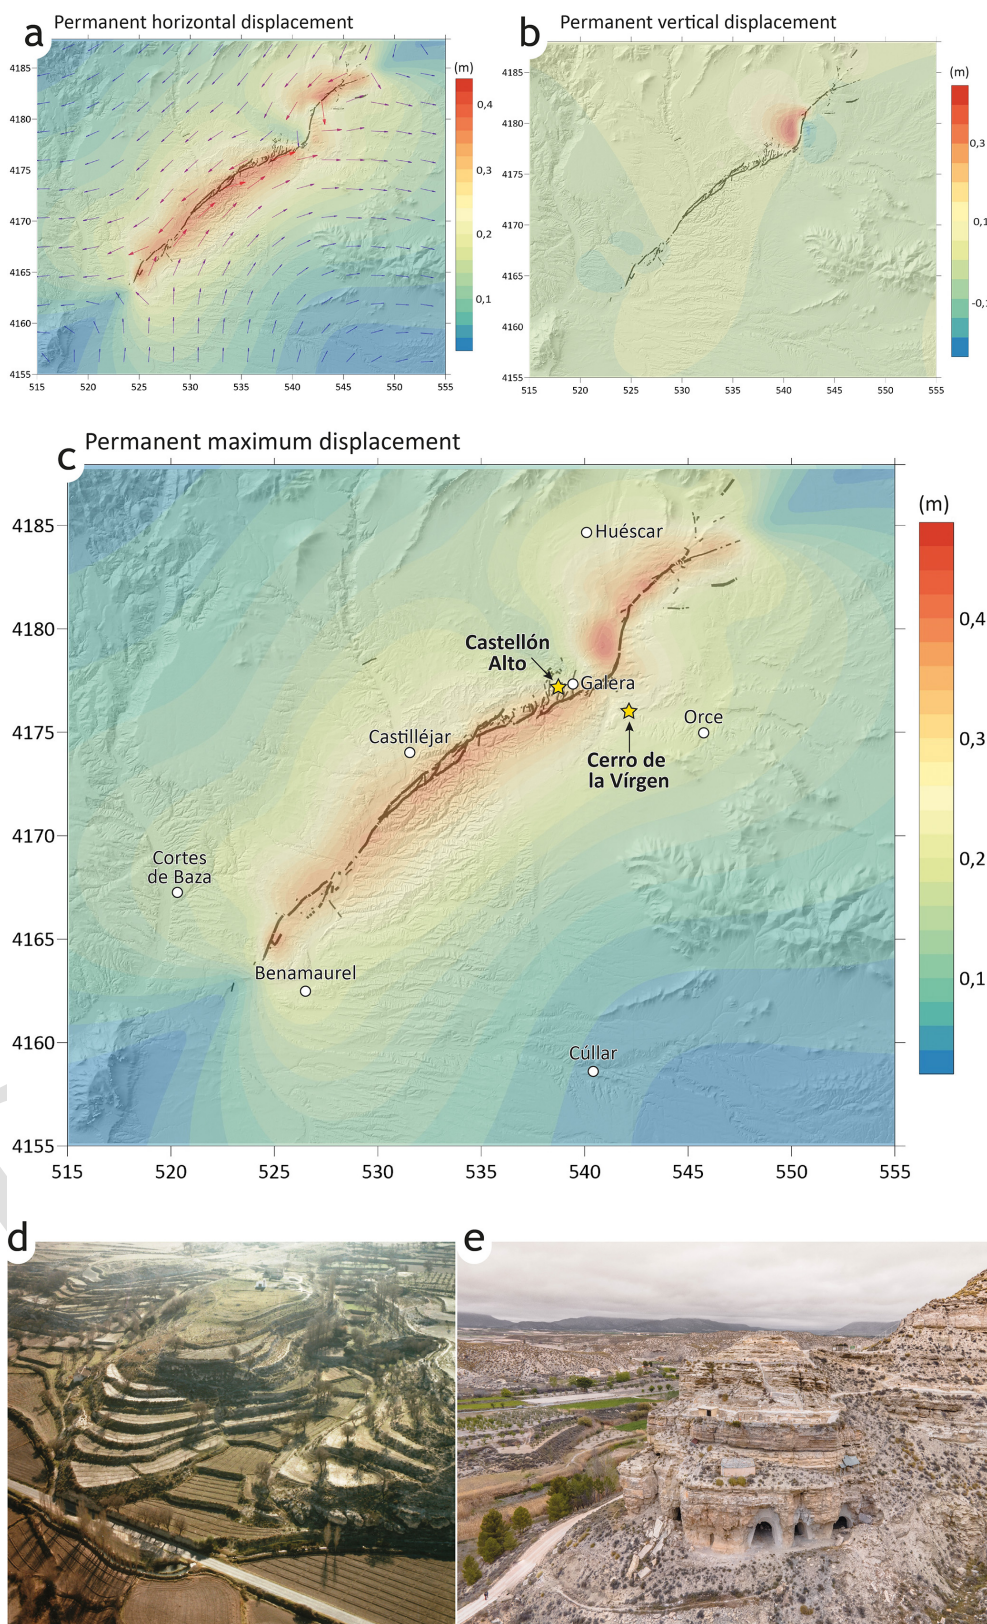 a
Permanent horizontal displacement
(m)
0,4
0,3
0,2
0,1
4185
4180
4175
4170
4165
4160
4155
515 520 525 530 535 540 545 550 555
b
Permanent vertical displacement
(m)
0,3
0,1
-0,1
4185
4180
4175
4170
4165
4160
4155
515 520 525 530 535 540 545 550 555
c
Permanent maximum displacement
(m)
0,4
0,3
0,2
0,1
4185
4180
4175
4170
4165
4160
4155
515 520 525 530 535 540 545 550 555
Huéscar
Castellón
Alto
Galera
Orce
Castilléjar
Cerro de
la Vírgen
Cortes
de Baza
Benamaurel
Cúllar
d
e